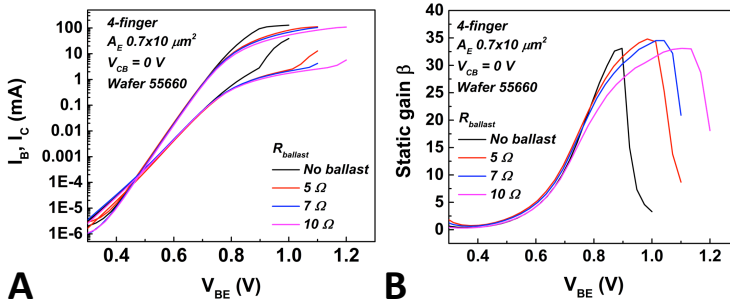 4-finger
A_E 0.7x10 μm²
V_CB = 0 V
Wafer 55660
R_ballast
No ballast
5 Ω
7 Ω
10 Ω
100
10
1
0.1
0.01
0.001
1E-4
1E-5
1E-6
I_B, I_C (mA)
0.4
0.6
0.8
1.0
1.2
V_BE (V)
A
4-finger
A_E 0.7x10 μm²
V_CB = 0 V
Wafer 55660
R_ballast
No ballast
5 Ω
7 Ω
10 Ω
40
35
30
25
20
15
10
5
0
Static gain β
0.4
0.6
0.8
1.0
1.2
V_BE (V)
B